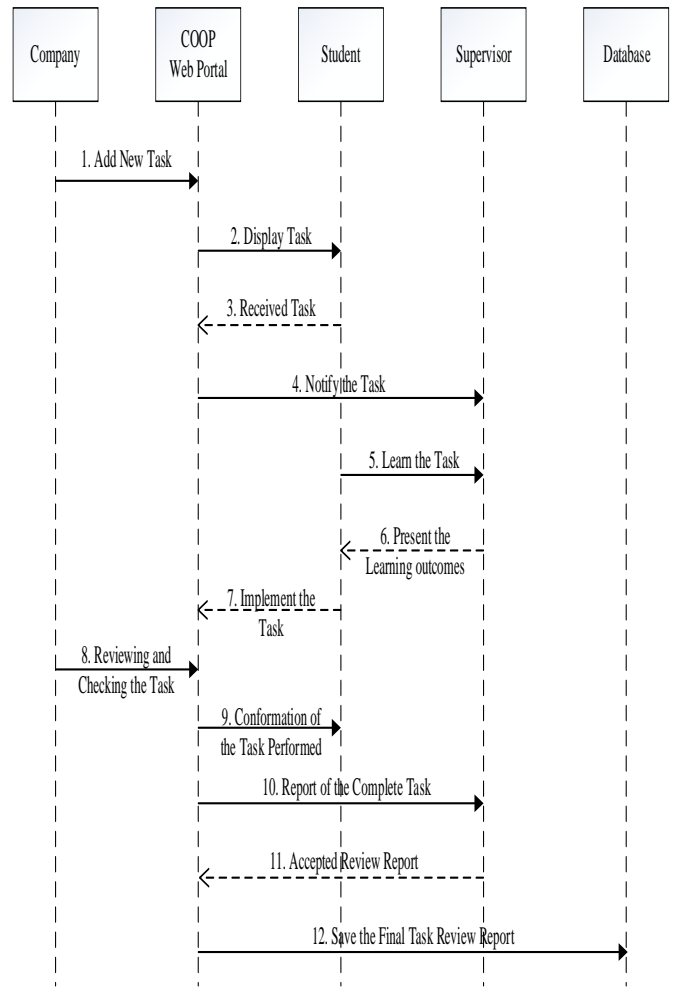 Company
COOP
Web Portal
Student
Supervisor
Database
1. Add New Task
2. Display Task
3. Received Task
4. Notify the Task
5. Learn the Task
6. Present the
Learning outcomes
7. Implement the
Task
8. Reviewing and
Checking the Task
9. Conformation of
the Task Performed
10. Report of the Complete Task
11. Accepted Review Report
12. Save the Final Task Review Report